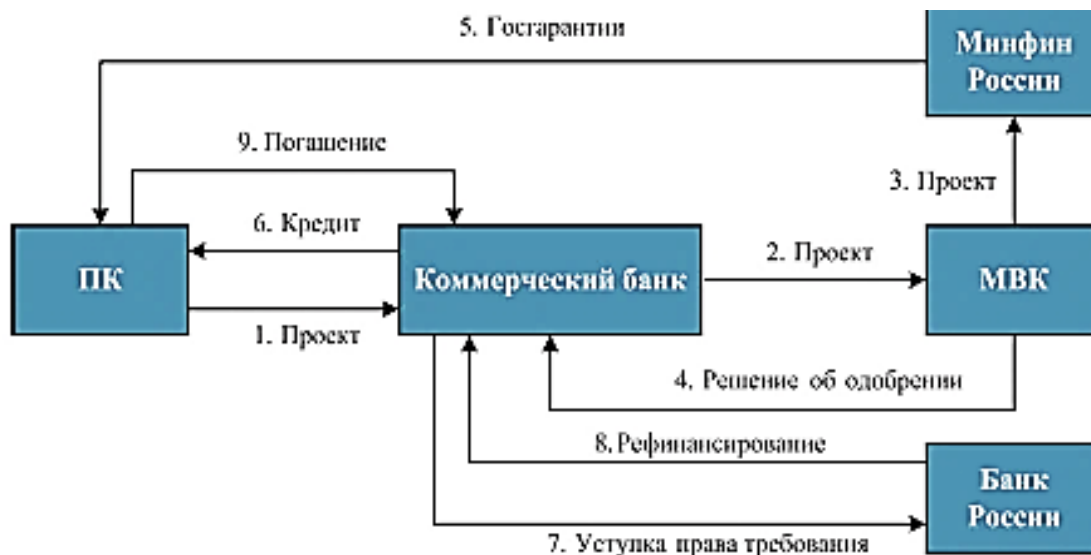 5. Госгарантии
Минфин
России
9. Погашение
3. Проект
6. Кредит
2. Проект
ПК
Коммерческий банк
МВК
1. Проект
4. Решение об одобрении
8. Рефинансирование
Банк
России
7. Уступка права требования